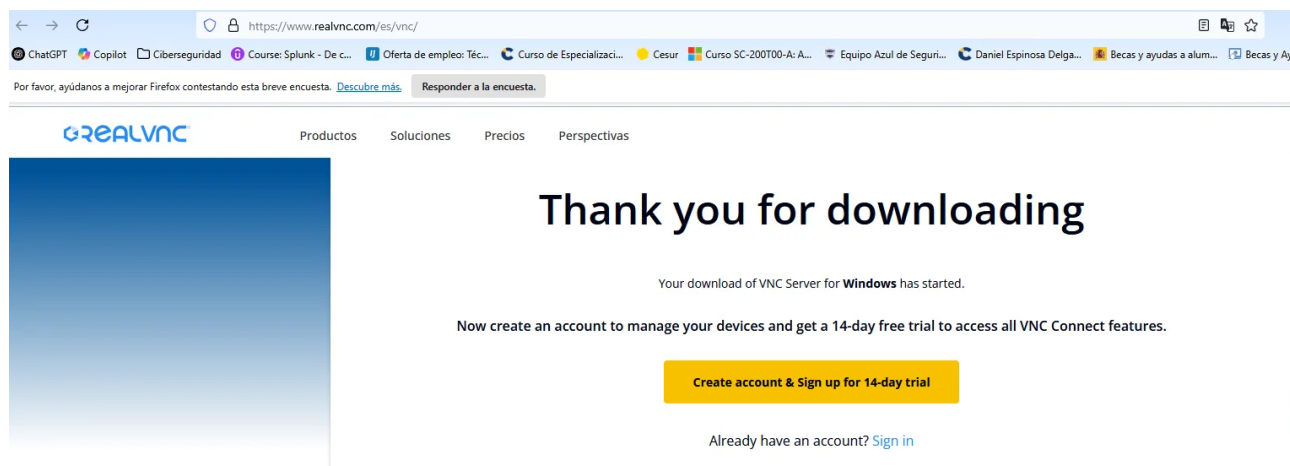 https://www.realvnc.com/es/vnc/
ChatGPT Copilot Ciberseguridad Course: Splunk - De c... Oferta de empleo: Téc... Curso de Especializaci... Cesur Curso SC-200T00-A: A... Equipo Azul de Seguri... Daniel Espinosa Delga... Becas y ayudas a alum... Becas y Ay
Por favor, ayúdanos a mejorar Firefox contestando esta breve encuesta. Descubre más. Responder a la encuesta.
REALVNC Productos Soluciones Precios Perspectivas
Thank you for downloading
Your download of VNC Server for Windows has started.
Now create an account to manage your devices and get a 14-day free trial to access all VNC Connect features.
Create account & Sign up for 14-day trial
Already have an account? Sign in